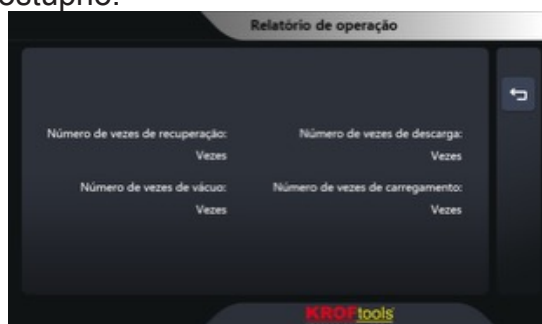 Relatório de operação
Número de vezes de recuperação:
Vezes
Número de vezes de descarga:
Vezes
Número de vezes de vácuo:
Vezes
Número de vezes de carregamento:
Vezes
KROFtools